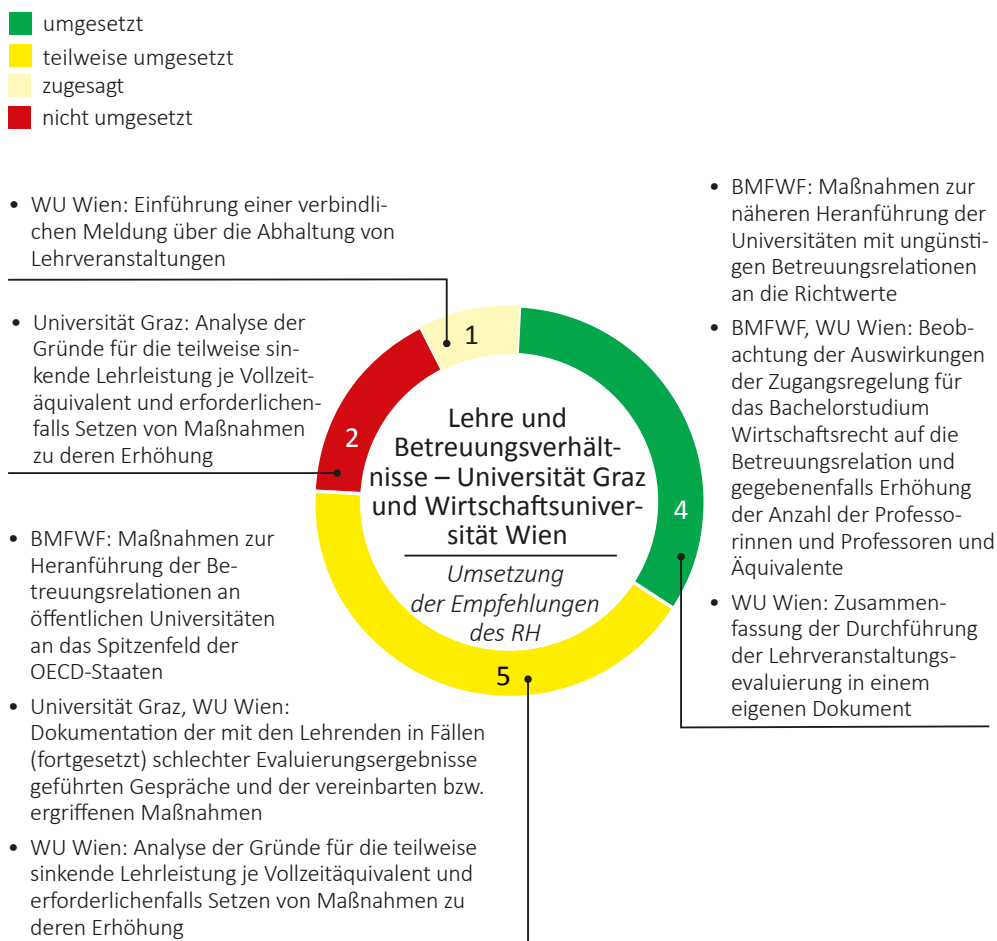 umgesetzt
teilweise umgesetzt
zugesagt
nicht umgesetzt
• WU Wien: Einführung einer verbindli-
chen Meldung über die Abhaltung von
Lehrveranstaltungen
• Universität Graz: Analyse der
Gründe für die teilweise sin-
kende Lehrleistung je Vollzeit-
äquivalent und erforderlichen-
falls Setzen von Maßnahmen
zu deren Erhöhung
• BMFWF: Maßnahmen zur
Heranführung der Be-
treuungsrelationen an
öffentlichen Universitäten
an das Spitzenfeld der
OECD-Staaten
• Universität Graz, WU Wien:
Dokumentation der mit den Lehrenden in Fällen
(fortgesetzt) schlechter Evaluierungsergebnisse
geführten Gespräche und der vereinbarten bzw.
ergriffenen Maßnahmen
• WU Wien: Analyse der Gründe für die teilweise
sinkende Lehrleistung je Vollzeitäquivalent und
erforderlichenfalls Setzen von Maßnahmen zu
deren Erhöhung
1
2
4
5
Lehre und
Betreuungsverhält-
nisse – Universität Graz
und Wirtschaftsuniver-
sität Wien
Umsetzung
der Empfehlungen
des RH
• BMFWF: Maßnahmen zur
näheren Heranführung der
Universitäten mit ungünsti-
gen Betreuungsrelationen
an die Richtwerte
• BMFWF, WU Wien: Beob-
achtung der Auswirkungen
der Zugangsregelung für
das Bachelorstudium
Wirtschaftsrecht auf die
Betreuungsrelation und
gegebenenfalls Erhöhung
der Anzahl der Professo-
rinnen und Professoren und
Äquivalente
• WU Wien: Zusammen-
fassung der Durchführung
der Lehrveranstaltungs-
evaluierung in einem
eigenen Dokument